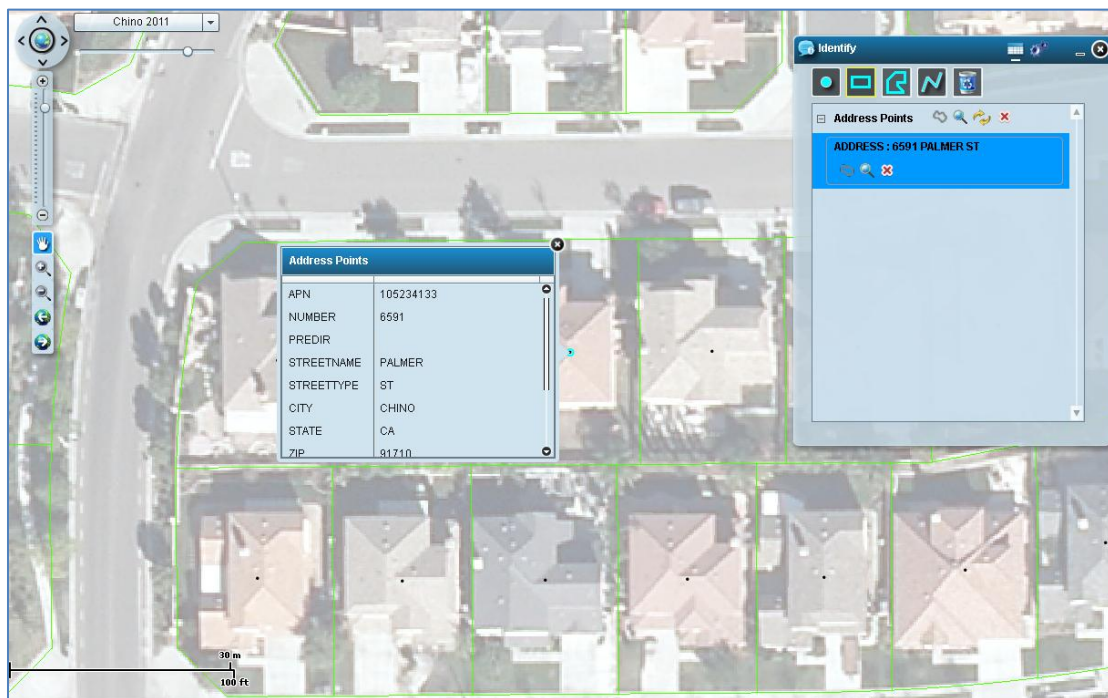 Chino 2011
Identify
Address Points
ADDRESS : 6591 PALMER ST
Address Points
APN 105234133
NUMBER 6591
PREDIR
STREETNAME PALMER
STREETTYPE ST
CITY CHINO
STATE CA
ZIP 91710
30 m
100 ft